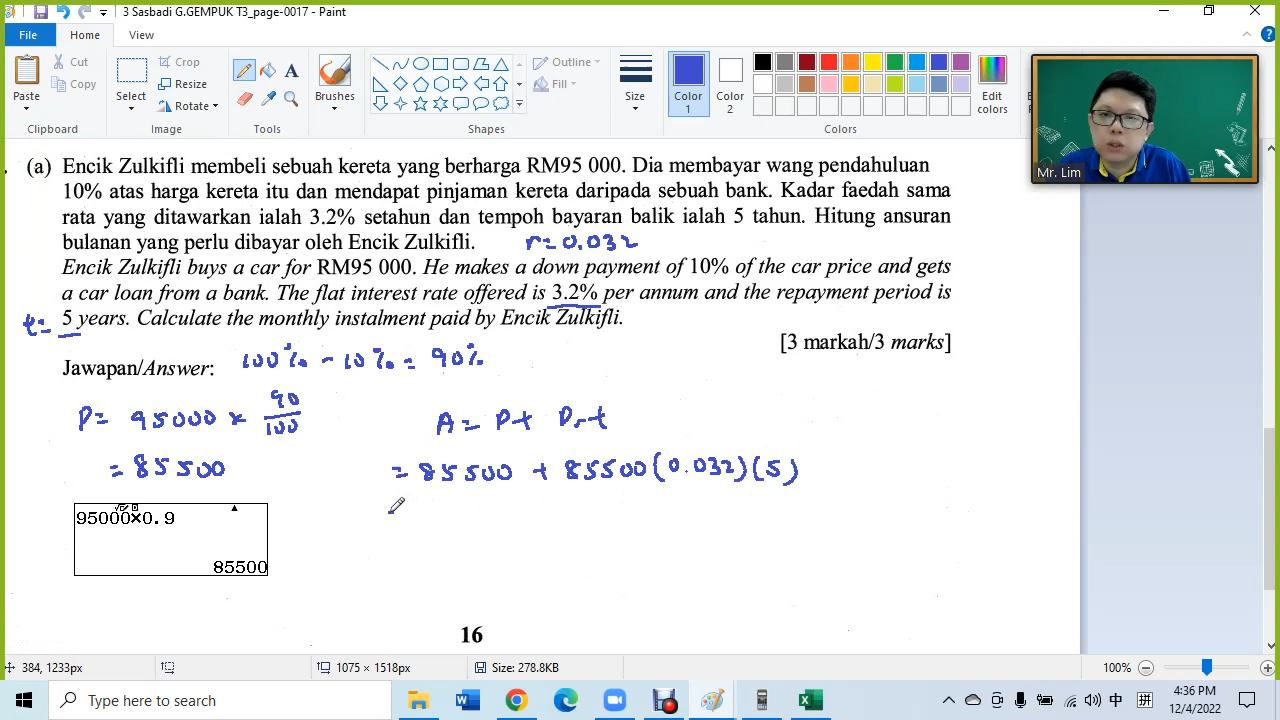 3 Sasbadi G.GEMPUK T3_page-0017 - Paint
File Home View
Paste Cut Copy Clipboard
Select Crop Resize Rotate Image
Tools
Brushes
Shapes Outline Fill
Size
Color 1 Color 2 Edit colors
Colors
Mr. Lim
(a) Encik Zulkifli membeli sebuah kereta yang berharga RM95 000. Dia membayar wang pendahuluan
10% atas harga kereta itu dan mendapat pinjaman kereta daripada sebuah bank. Kadar faedah sama
rata yang ditawarkan ialah 3.2% setahun dan tempoh bayaran balik ialah 5 tahun. Hitung ansuran
bulanan yang perlu dibayar oleh Encik Zulkifli. r=0.032
Encik Zulkifli buys a car for RM95 000. He makes a down payment of 10% of the car price and gets
a car loan from a bank. The flat interest rate offered is 3.2% per annum and the repayment period is
t= 5 years. Calculate the monthly instalment paid by Encik Zulkifli.
[3 markah/3 marks]
Jawapan/Answer: 100% - 10% = 90%
P= 95000 × 90/100
= 85500
A = P+ Prt
= 85500 + 85500(0.032)(5)
95000×0.9
85500
16
384, 1233px 1075 × 1518px Size: 278.8KB 100%
Type here to search
中 拼 4:36 PM
12/4/2022